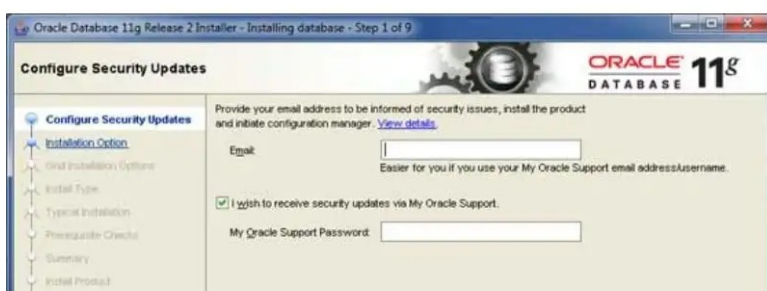 Oracle Database 11g Release 2 Installer - Installing database - Step 1 of 9
Configure Security Updates
ORACLE
DATABASE
11g
Configure Security Updates
Installation Option
Grid Installation Options
Install Type
Typical Installation
Prerequisite Checks
Summary
Install Product
Provide your email address to be informed of security issues, install the product
and initiate configuration manager. View details.
Email:
Easier for you if you use your My Oracle Support email address/username.
I wish to receive security updates via My Oracle Support.
My Oracle Support Password: